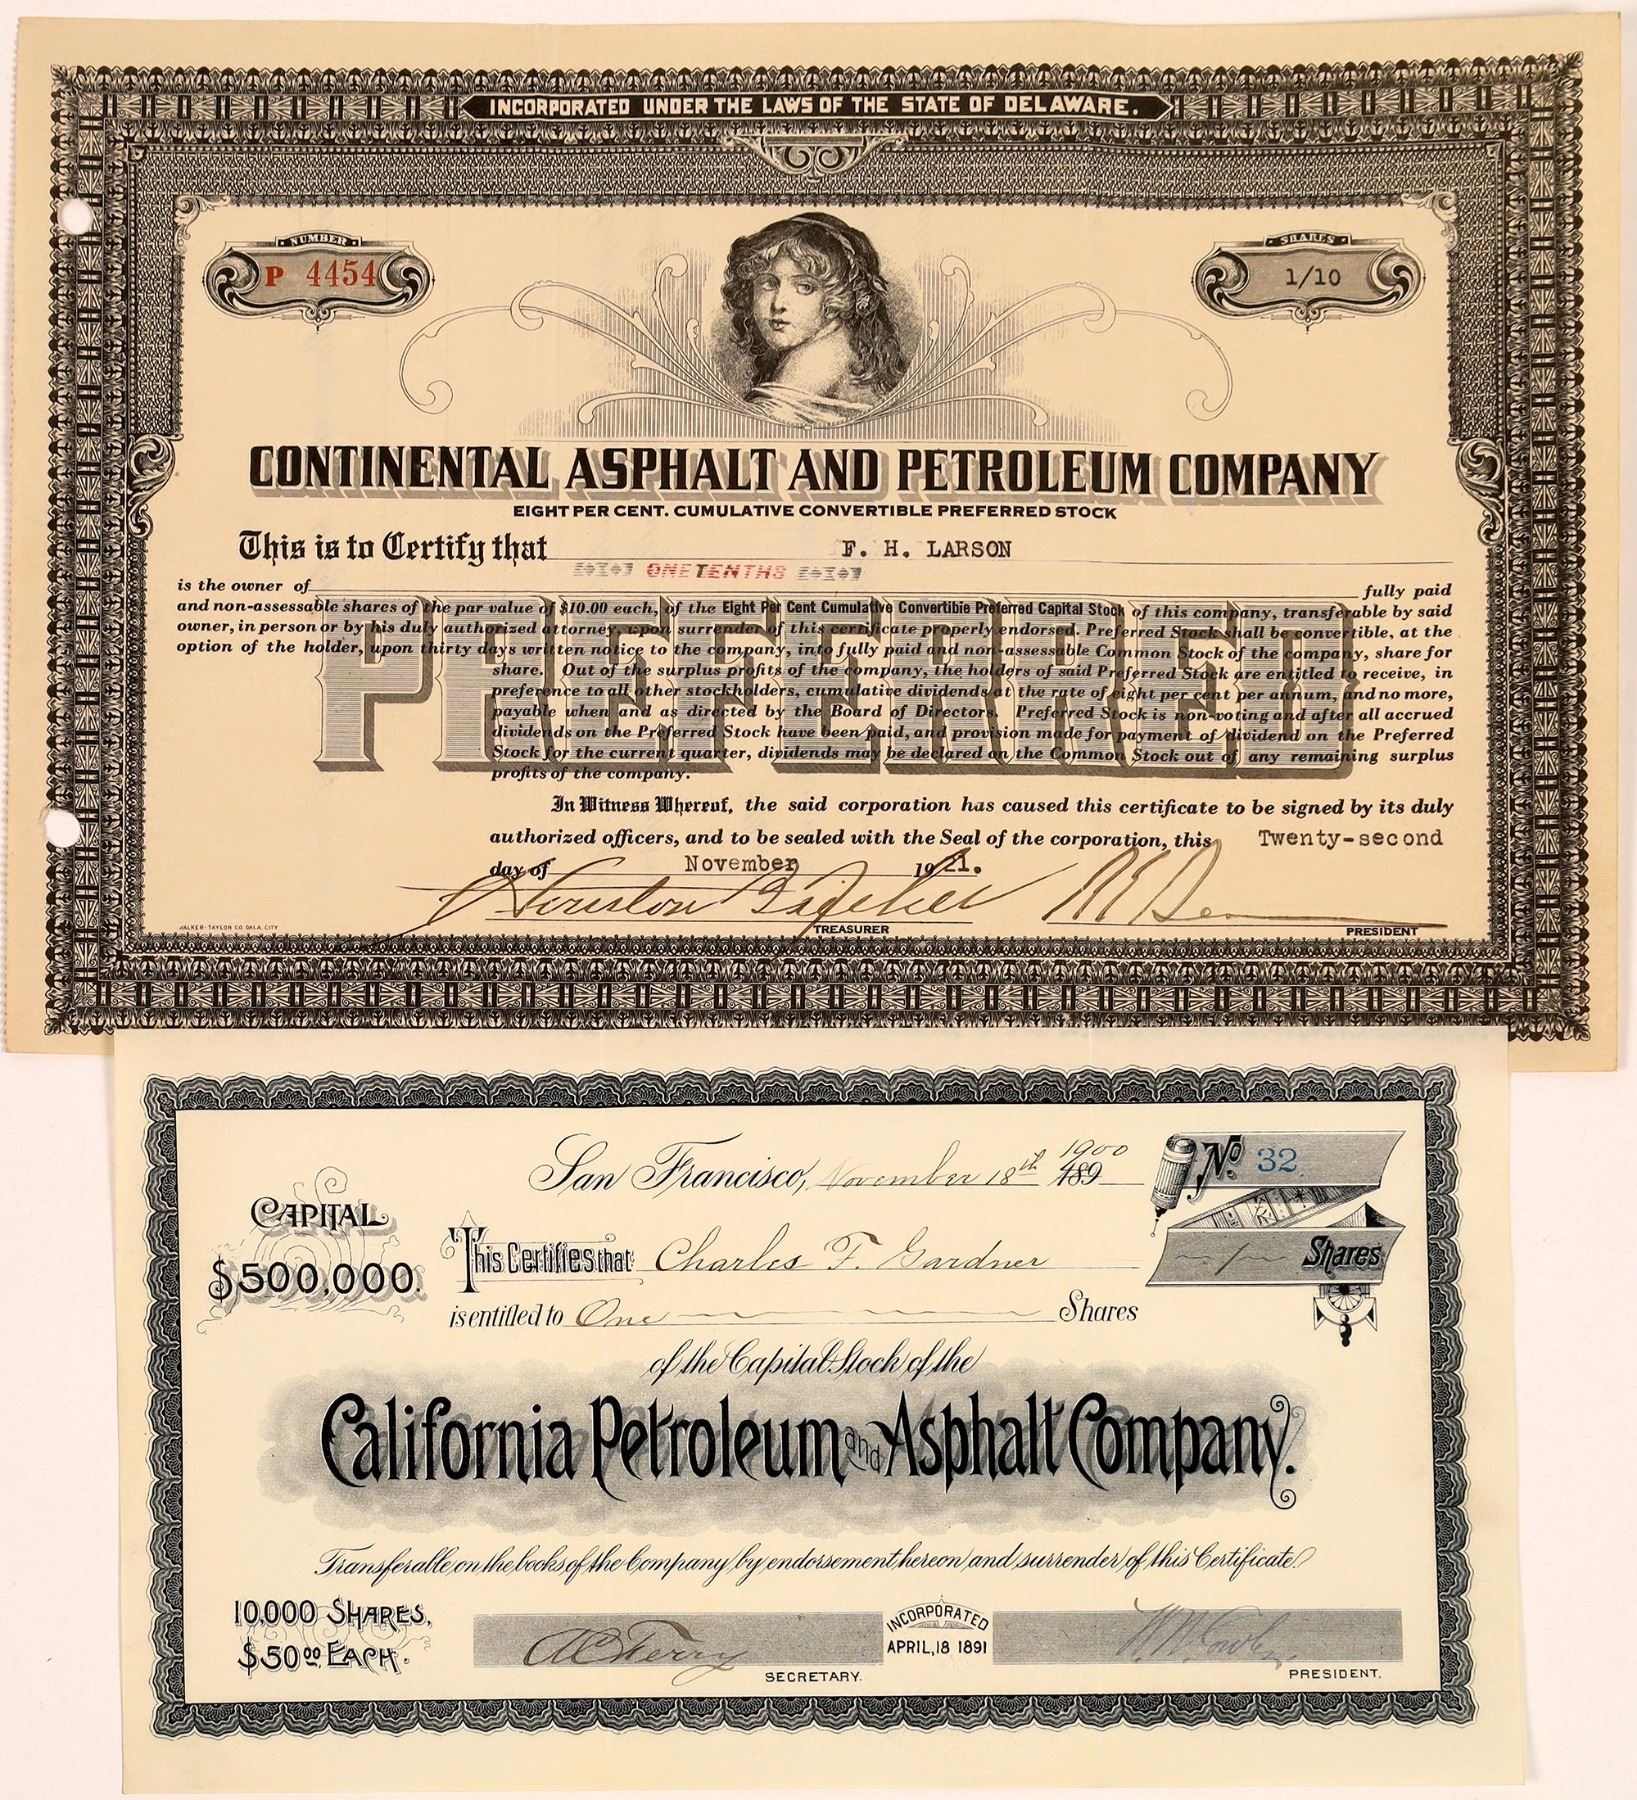 INCORPORATED UNDER THE LAWS OF THE STATE OF DELAWARE.
NUMBER
P 4454
SHARES
1/10
CONTINENTAL ASPHALT AND PETROLEUM COMPANY
EIGHT PER CENT. CUMULATIVE CONVERTIBLE PREFERRED STOCK
This is to Certify that F. H. LARSON
ONE TENTHS
is the owner of fully paid
and non-assessable shares of the par value of $10.00 each, of the Eight Per Cent Cumulative Convertible Preferred Capital Stock of this company, transferable by said
owner, in person or by his duly authorized attorney, upon surrender of this certificate properly endorsed. Preferred Stock shall be convertible, at the
option of the holder, upon thirty days written notice to the company, into fully paid and non-assessable Common Stock of the company, share for
share. Out of the surplus profits of the company, the holders of said Preferred Stock are entitled to receive, in
preference to all other stockholders, cumulative dividends at the rate of eight per cent per annum, and no more,
payable when and as directed by the Board of Directors. Preferred Stock is non-voting and after all accrued
dividends on the Preferred Stock have been paid, and provision made for payment of dividend on the Preferred
Stock for the current quarter, dividends may be declared on the Common Stock out of any remaining surplus
profits of the company.
PREFERRED
In Witness Whereof, the said corporation has caused this certificate to be signed by its duly
authorized officers, and to be sealed with the Seal of the corporation, this Twenty-second
day of November 1921.
WALKER-TAYLON CO. OKLA. CITY
TREASURER
PRESIDENT
San Francisco, November 18th 1900 189
No 32
CAPITAL
$500,000.
This Certifies that Charles F. Gardner
1 Shares
is entitled to One Shares
of the Capital Stock of the
California Petroleum and Asphalt Company.
Transferable on the books of the Company by endorsement hereon and surrender of this Certificate
10,000 SHARES,
$50.00 EACH.
A C Ferry
SECRETARY.
INCORPORATED
APRIL, 18 1891
PRESIDENT.